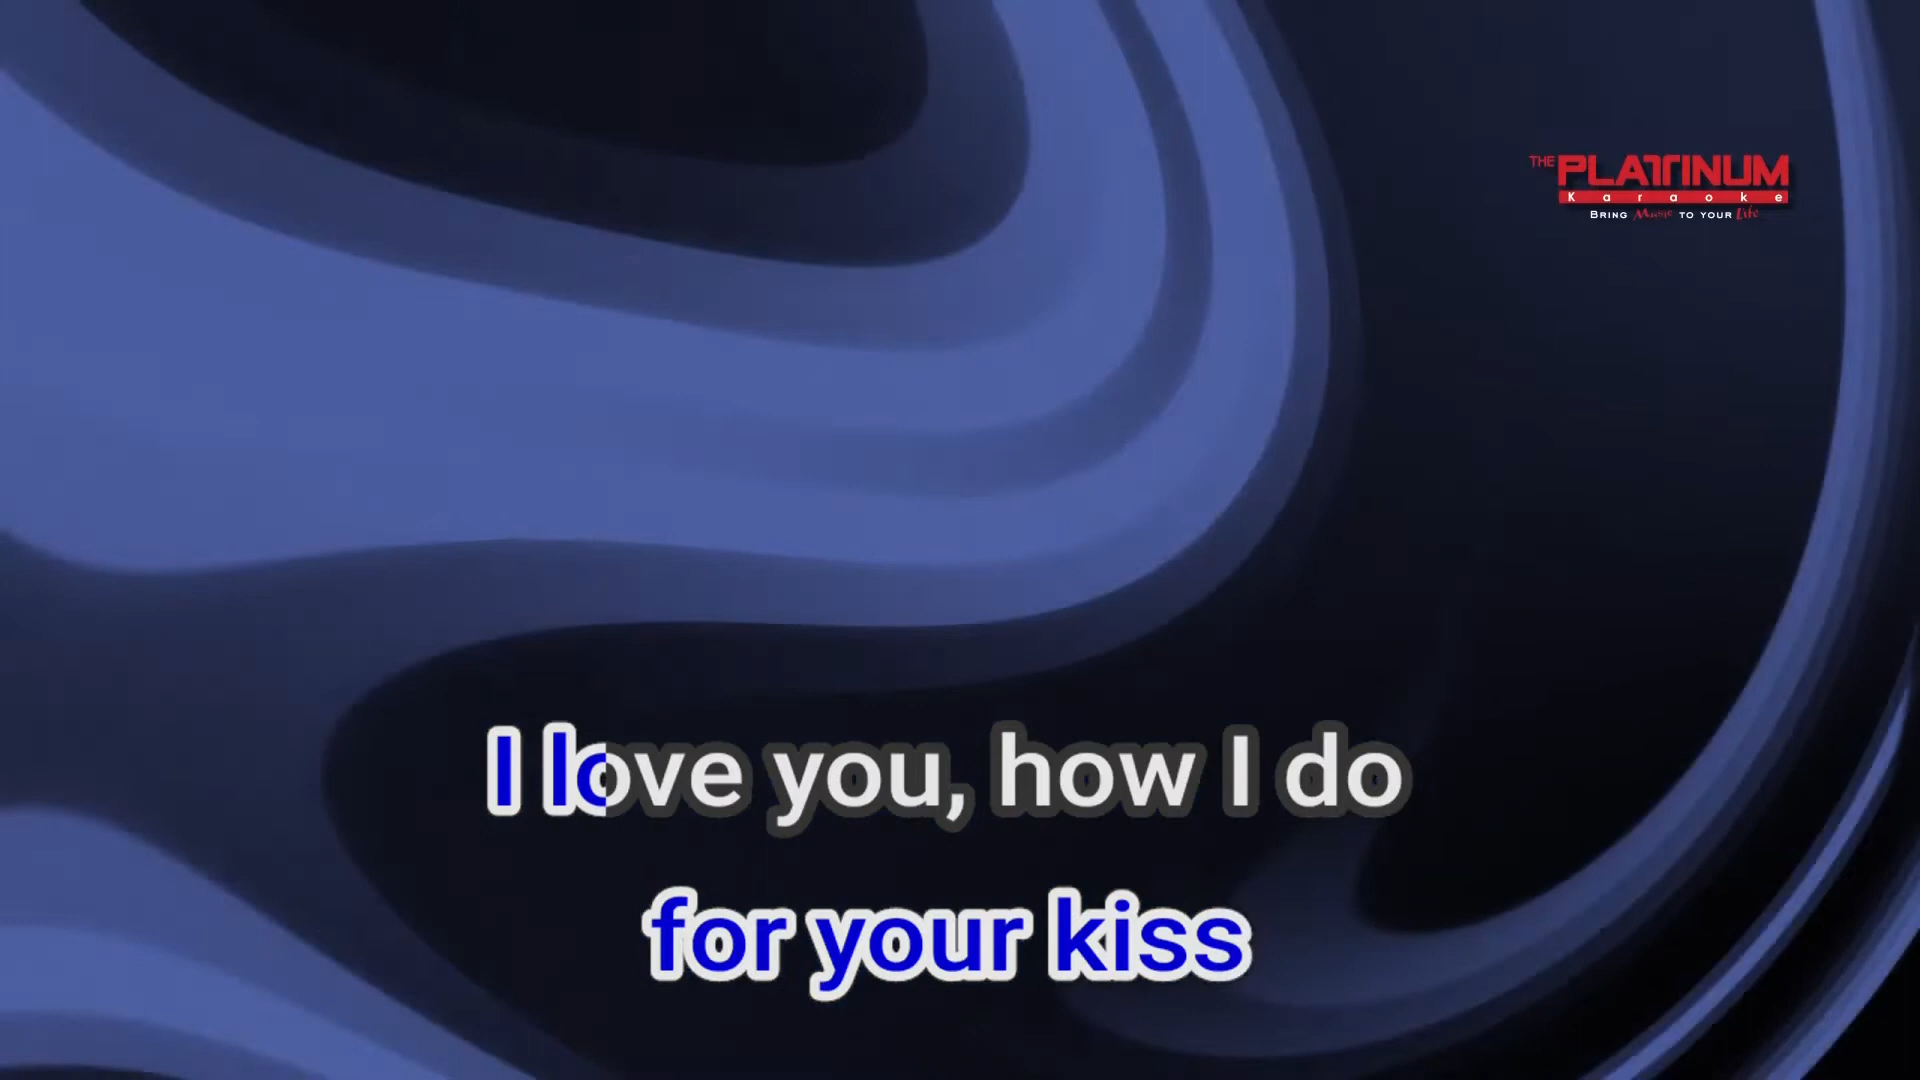 THE PLATINUM
Karaoke
BRING Music TO YOUR Life
I love you, how I do
for your kiss